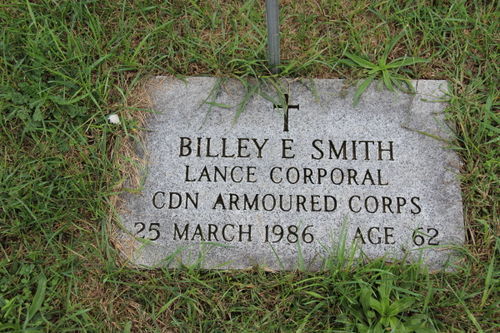 BILLEY E SMITH
LANCE CORPORAL
CDN ARMOURED CORPS
25 MARCH 1986 AGE 62